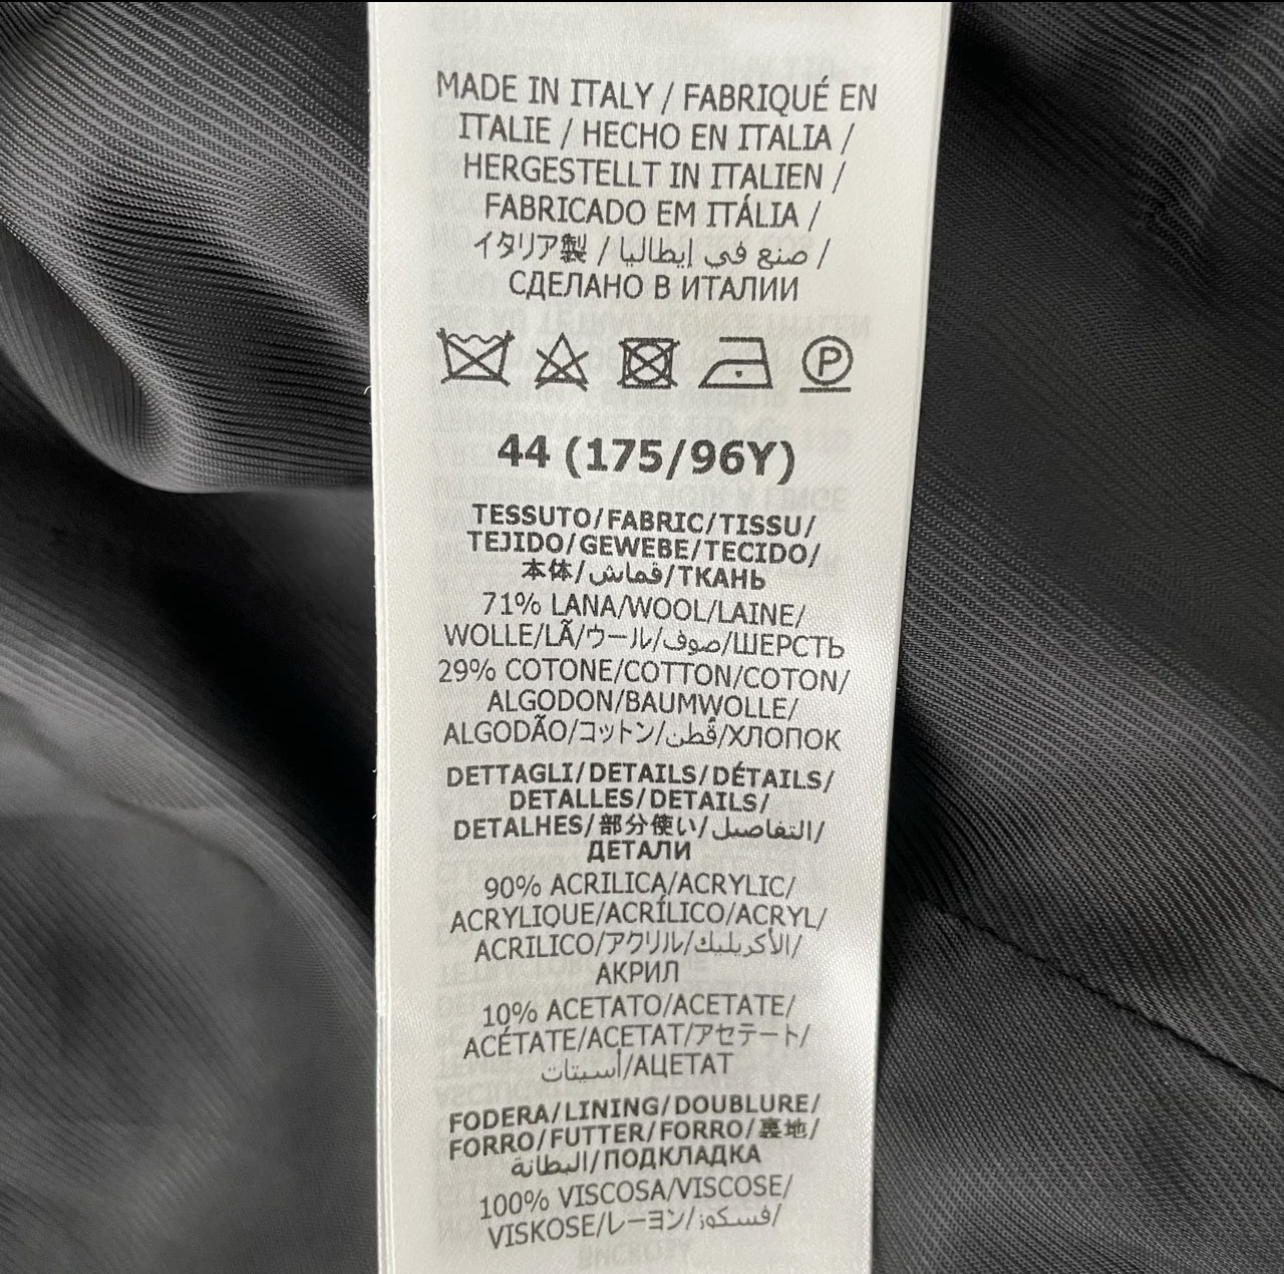 MADE IN ITALY / FABRIQUÉ EN
ITALIE / HECHO EN ITALIA /
HERGESTELLT IN ITALIEN /
FABRICADO EM ITÁLIA /
イタリア製 / صنع في إيطاليا /
СДЕЛАНО В ИТАЛИИ
P
44 (175/96Y)
TESSUTO/FABRIC/TISSU/
TEJIDO/GEWEBE/TECIDO/
本体/قماش/ТКАНЬ
71% LANA/WOOL/LAINE/
WOLLE/LÃ/ウール/صوف/ШЕРСТЬ
29% COTONE/COTTON/COTON/
ALGODON/BAUMWOLLE/
ALGODÃO/コットン/قطن/ХЛОПОК
DETTAGLI/DETAILS/DÉTAILS/
DETALLES/DETAILS/
DETALHES/部分使い/التفاصيل/
ДЕТАЛИ
90% ACRILICA/ACRYLIC/
ACRYLIQUE/ACRÍLICO/ACRYL/
ACRILICO/アクリル/الأكريليك/
АКРИЛ
10% ACETATO/ACETATE/
ACÉTATE/ACETAT/アセテート/
أسيتات/АЦЕТАТ
FODERA/LINING/DOUBLURE/
FORRO/FUTTER/FORRO/裏地/
البطانة/ПОДКЛАДКА
100% VISCOSA/VISCOSE/
VISKOSE/レーヨン/فسكوز/